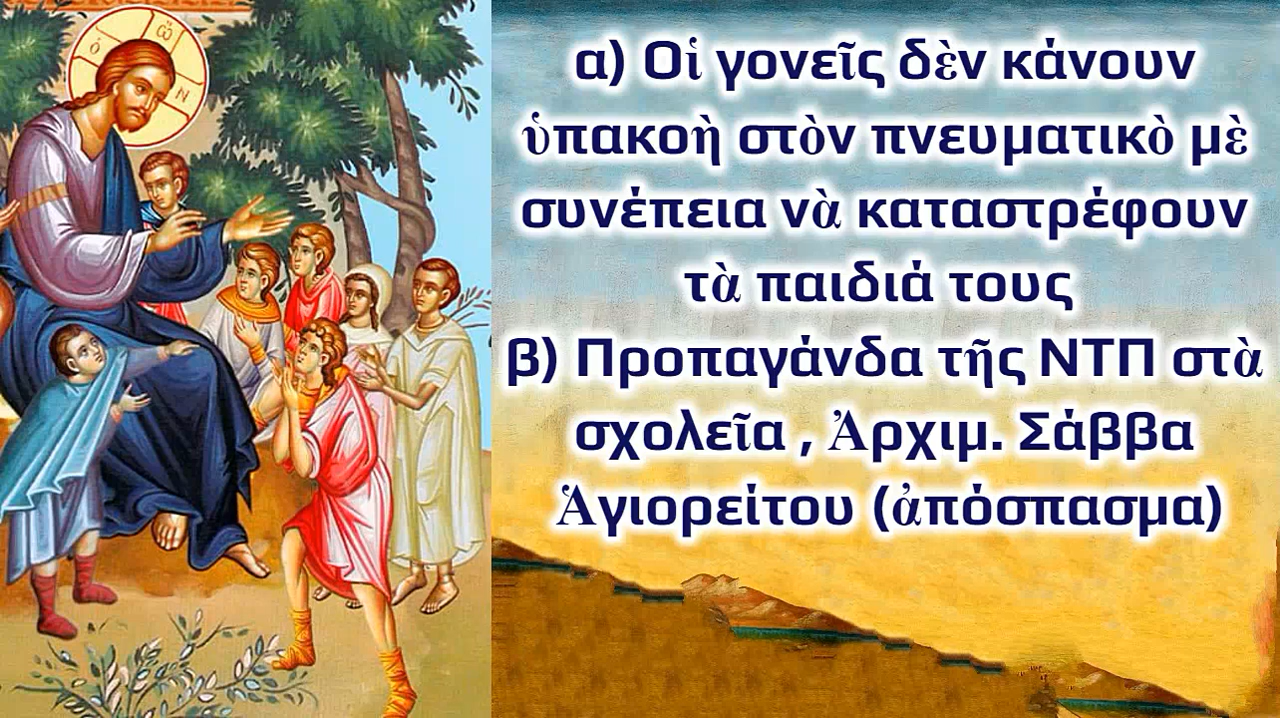 ὁ ὤ Ν
α) Οἱ γονεῖς δὲν κάνουν
ὑπακοὴ στὸν πνευματικὸ μὲ
συνέπεια νὰ καταστρέφουν
τὰ παιδιά τους
β) Προπαγάνδα τῆς ΝΤΠ στὰ
σχολεῖα , Ἀρχιμ. Σάββα
Ἁγιορείτου (ἀπόσπασμα)